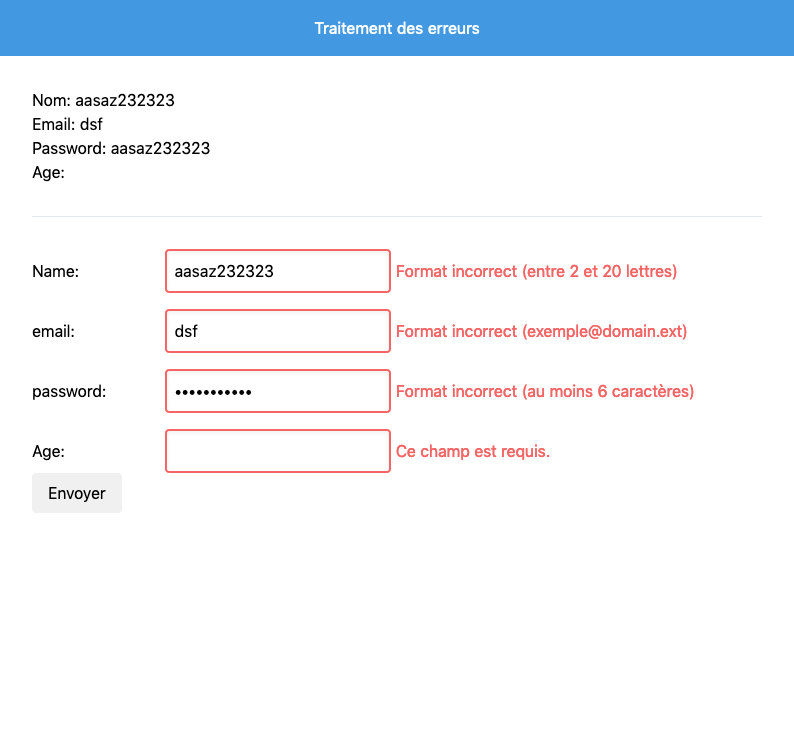 Traitement des erreurs
Nom: aasaz232323
Email: dsf
Password: aasaz232323
Age:
Name: aasaz232323 Format incorrect (entre 2 et 20 lettres)
email: dsf Format incorrect (exemple@domain.ext)
password: ••••••••••• Format incorrect (au moins 6 caractères)
Age: Ce champ est requis.
Envoyer